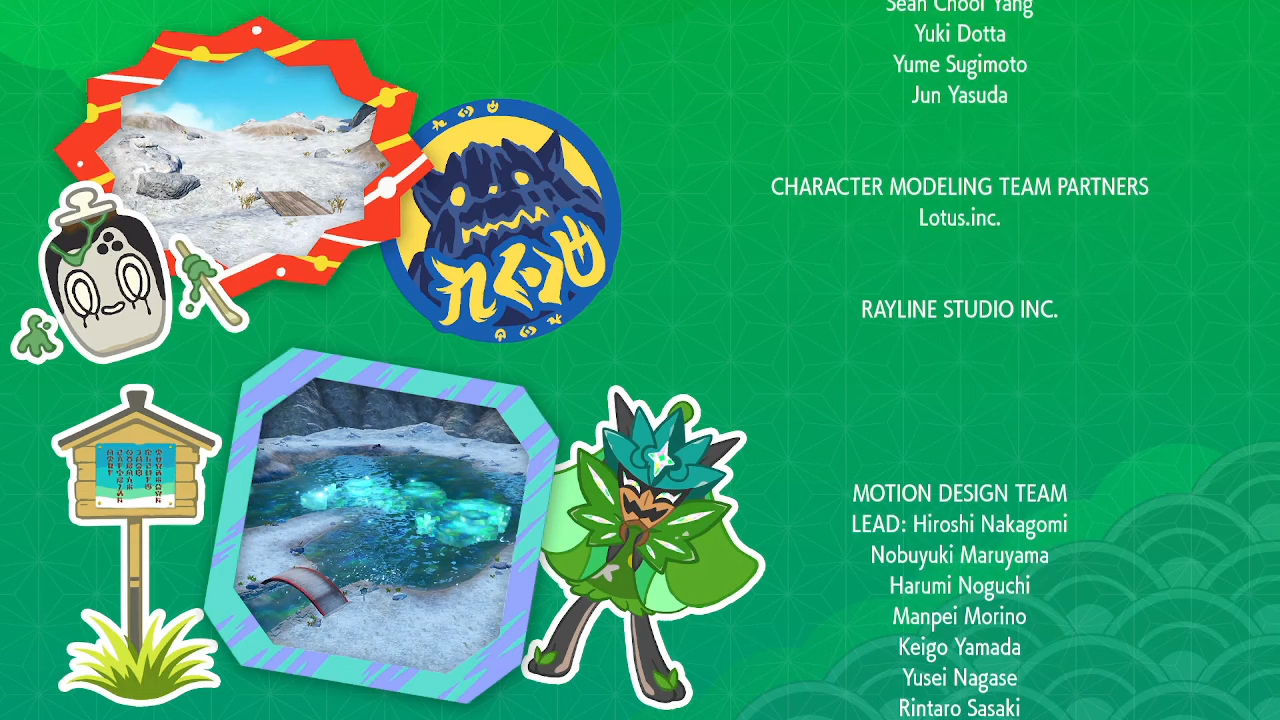 Sean Chool Yang
Yuki Dotta
Yume Sugimoto
Jun Yasuda
CHARACTER MODELING TEAM PARTNERS
Lotus.inc.
RAYLINE STUDIO INC.
MOTION DESIGN TEAM
LEAD: Hiroshi Nakagomi
Nobuyuki Maruyama
Harumi Noguchi
Manpei Morino
Keigo Yamada
Yusei Nagase
Rintaro Sasaki